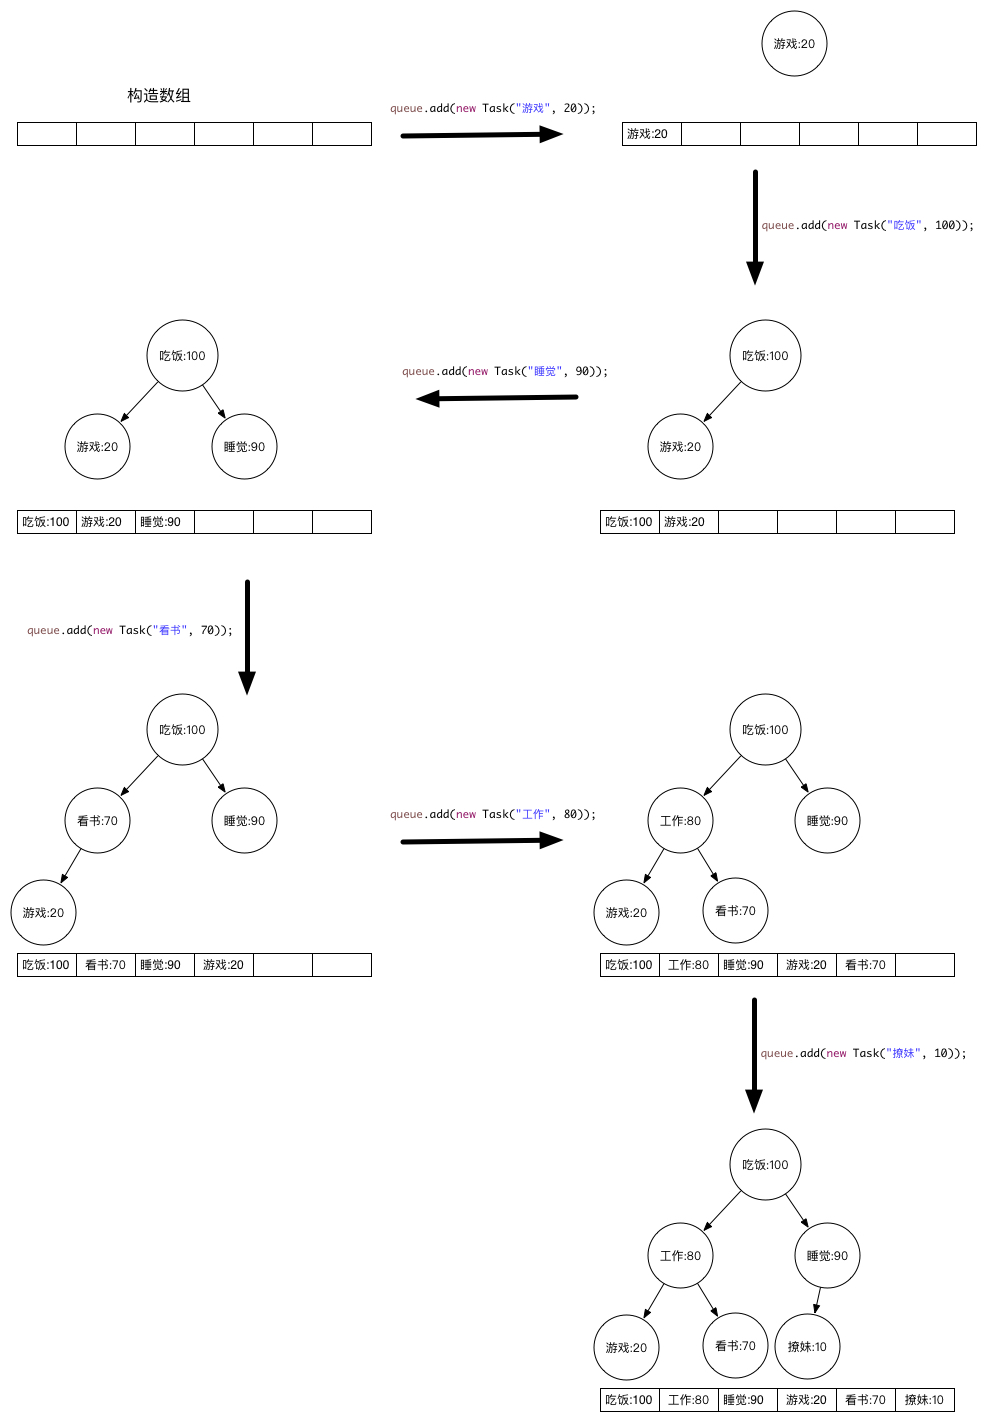 游戏:20
构造数组
queue.add(new Task("游戏", 20));
游戏:20
queue.add(new Task("吃饭", 100));
吃饭:100
游戏:20
吃饭:100 游戏:20
queue.add(new Task("睡觉", 90));
吃饭:100
游戏:20 睡觉:90
吃饭:100 游戏:20 睡觉:90
queue.add(new Task("看书", 70));
吃饭:100
看书:70 睡觉:90
游戏:20
吃饭:100 看书:70 睡觉:90 游戏:20
queue.add(new Task("工作", 80));
吃饭:100
工作:80 睡觉:90
游戏:20 看书:70
吃饭:100 工作:80 睡觉:90 游戏:20 看书:70
queue.add(new Task("撩妹", 10));
吃饭:100
工作:80 睡觉:90
游戏:20 看书:70 撩妹:10
吃饭:100 工作:80 睡觉:90 游戏:20 看书:70 撩妹:10